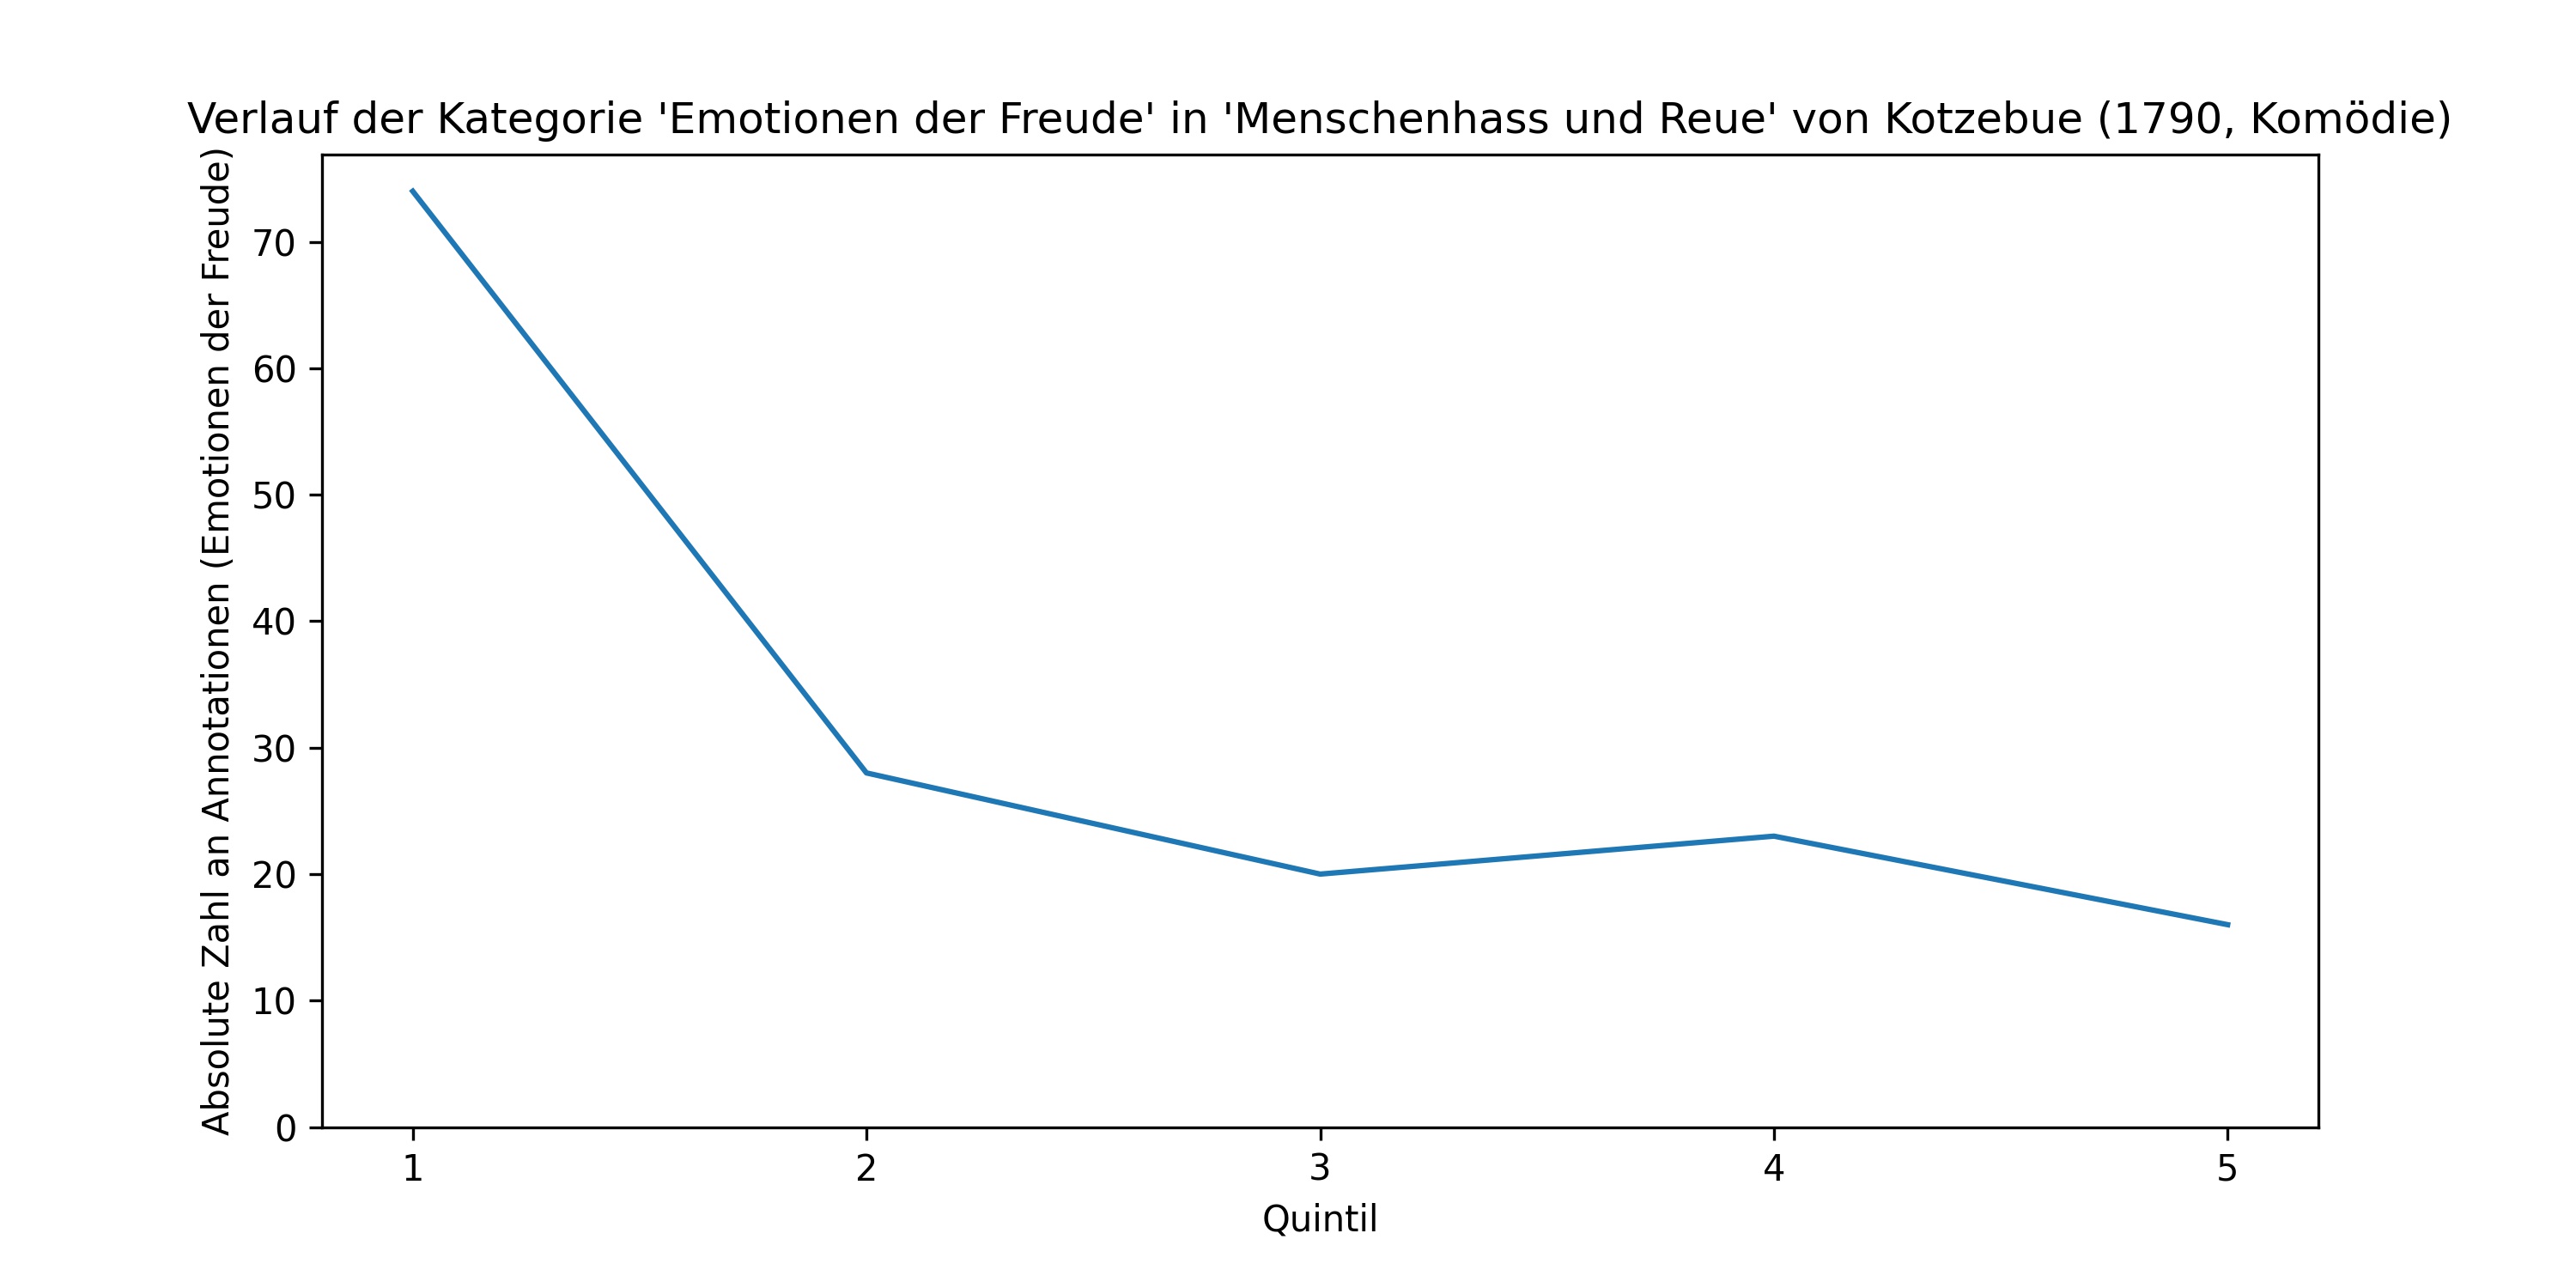 Verlauf der Kategorie 'Emotionen der Freude' in 'Menschenhass und Reue' von Kotzebue (1790, Komödie)
Absolute Zahl an Annotationen (Emotionen der Freude)
70
60
50
40
30
20
10
0
1 2 3 4 5
Quintil